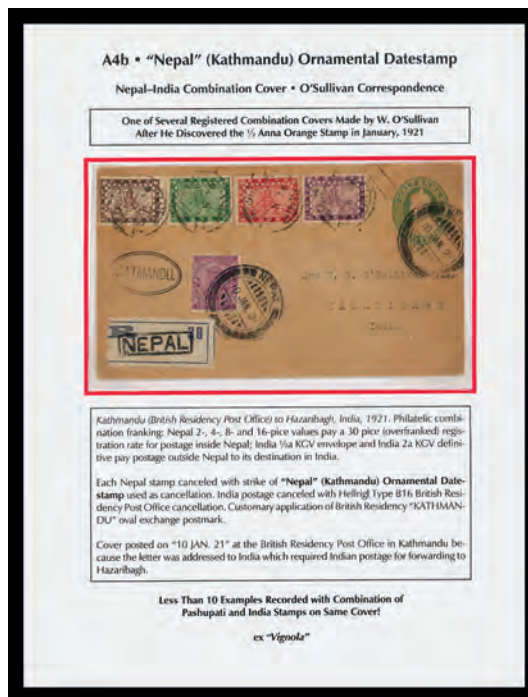 A4b • “Nepal” (Kathmandu) Ornamental Datestamp
Nepal–India Combination Cover • O’Sullivan Correspondence
One of Several Registered Combination Covers Made by W. O’Sullivan
After He Discovered the ½ Anna Orange Stamp in January, 1921
KATMANDU
NEPAL
10 JAN 21
NEPAL
R
NEPAL
INDIA
Kathmandu (British Residency Post Office) to Hazaribagh, India, 1921. Philatelic combi-
nation franking: Nepal 2-, 4-, 8- and 16-pice values pay a 30 pice (overfranked) regis-
tration rate for postage inside Nepal; India ½a KGV envelope and India 2a KGV defini-
tive pay postage outside Nepal to its destination in India.
Each Nepal stamp canceled with strike of “Nepal” (Kathmandu) Ornamental Date-
stamp used as cancellation. India postage canceled with Hellrigl Type B16 British Resi-
dency Post Office cancellation. Customary application of British Residency “KATHMAN-
DU” oval exchange postmark.
Cover posted on “10 JAN. 21” at the British Residency Post Office in Kathmandu be-
cause the letter was addressed to India which required Indian postage for forwarding to
Hazaribagh.
Less Than 10 Examples Recorded with Combination of
Pashupati and India Stamps on Same Cover!
ex “Vignola”